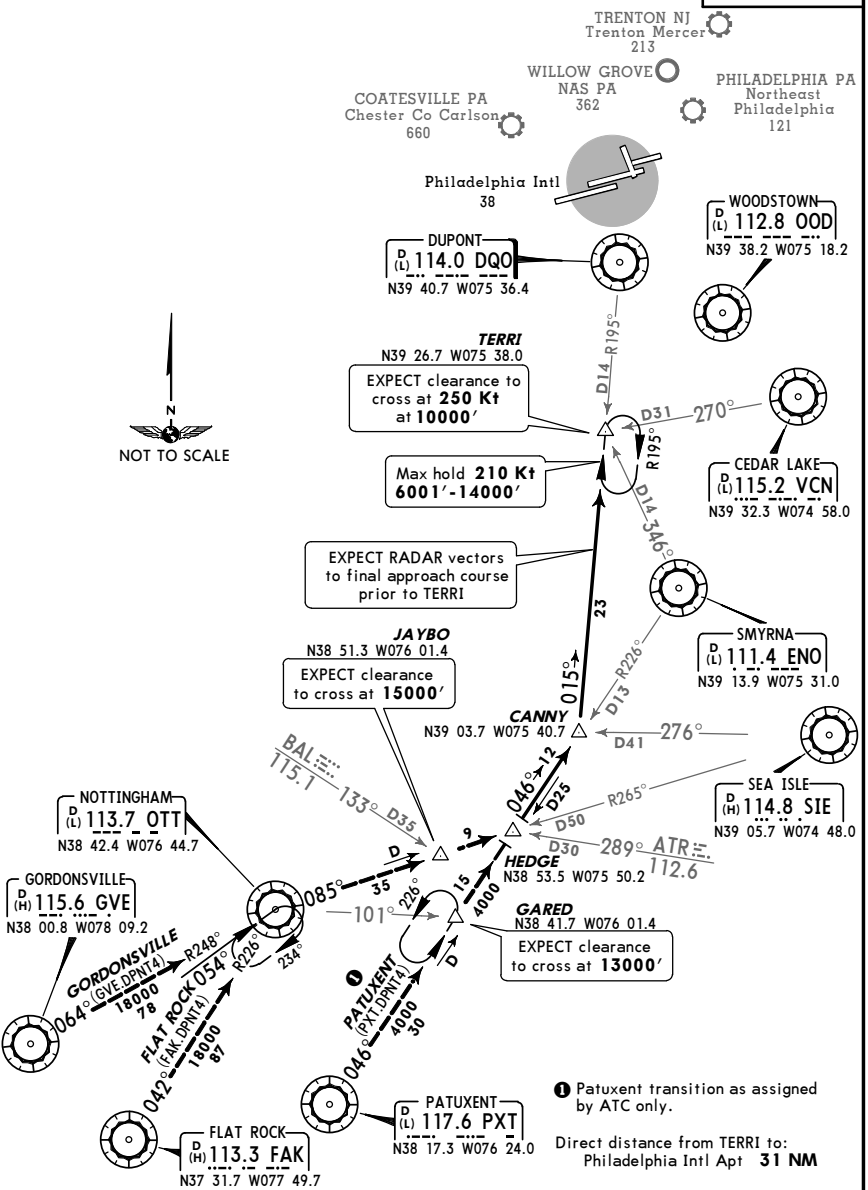 TRENTON NJ
Trenton Mercer
213
WILLOW GROVE
NAS PA
362
PHILADELPHIA PA
Northeast
Philadelphia
121
COATESVILLE PA
Chester Co Carlson
660
Philadelphia Intl
38
WOODSTOWN
D
(L) 112.8 OOD
N39 38.2 W075 18.2
DUPONT
D
(L) 114.0 DQO
N39 40.7 W075 36.4
D14 R195°
TERRI
N39 26.7 W075 38.0
EXPECT clearance to
cross at 250 Kt
at 10000'
N
NOT TO SCALE
D31 270°
R195°
CEDAR LAKE
D
(L) 115.2 VCN
N39 32.3 W074 58.0
Max hold 210 Kt
6001'-14000'
D14 346°
EXPECT RADAR vectors
to final approach course
prior to TERRI
23
SMYRNA
D
(L) 111.4 ENO
N39 13.9 W075 31.0
JAYBO
N38 51.3 W076 01.4
EXPECT clearance
to cross at 15000'
015°
R226°
D13
CANNY
N39 03.7 W075 40.7
276°
D41
SEA ISLE
D
(H) 114.8 SIE
N39 05.7 W074 48.0
BAL
115.1
133° D35
046° 12
D25
R265°
D50
D30 289° ATR
112.6
NOTTINGHAM
D
(L) 113.7 OTT
N38 42.4 W076 44.7
9
HEDGE
N38 53.5 W075 50.2
085°
D
35
GORDONSVILLE
D
(H) 115.6 GVE
N38 00.8 W078 09.2
101°
226°
15
4000
GARED
N38 41.7 W076 01.4
EXPECT clearance
to cross at 13000'
D
R248°
054°
R226°
234°
GORDONSVILLE
(GVE.DPNT4)
064°
18000
78
FLAT ROCK
(FAK.DPNT4)
042°
18000
87
1
PATUXENT
(PXT.DPNT4)
046°
4000
30
PATUXENT
D
(L) 117.6 PXT
N38 17.3 W076 24.0
FLAT ROCK
D
(H) 113.3 FAK
N37 31.7 W077 49.7
1 Patuxent transition as assigned
by ATC only.
Direct distance from TERRI to:
Philadelphia Intl Apt 31 NM